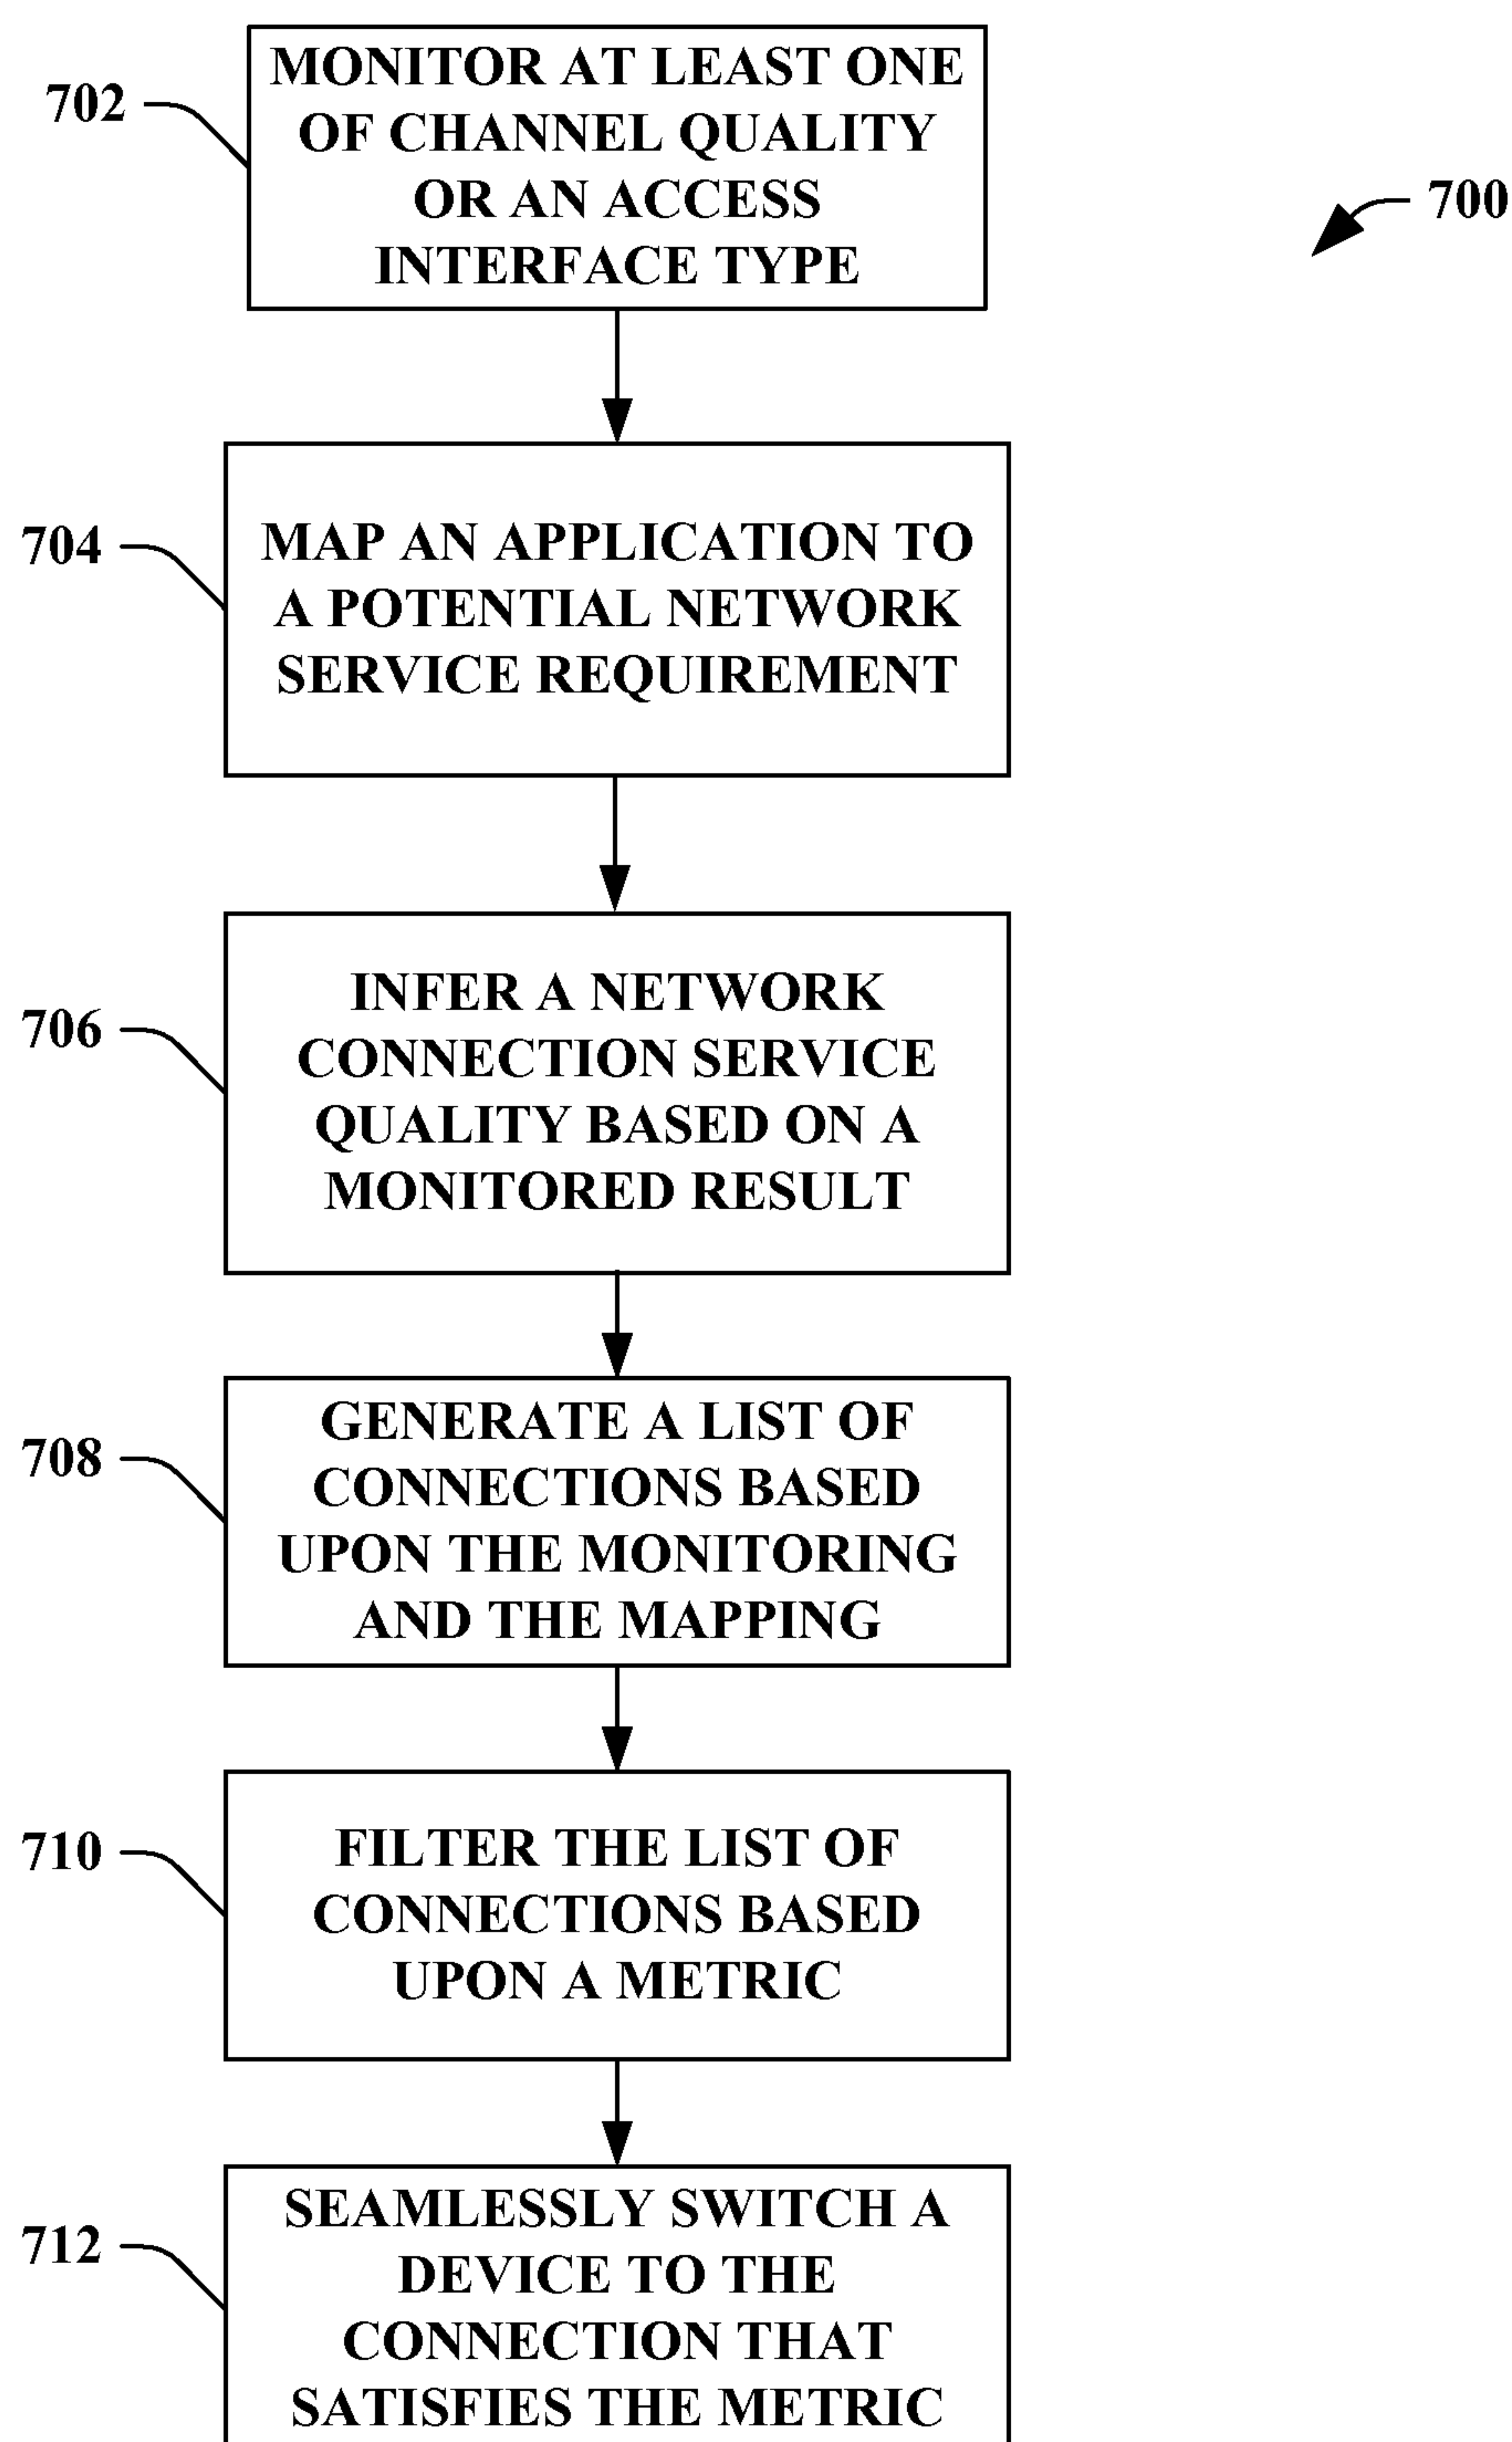 702
MONITOR AT LEAST ONE
OF CHANNEL QUALITY
OR AN ACCESS
INTERFACE TYPE
700
704
MAP AN APPLICATION TO
A POTENTIAL NETWORK
SERVICE REQUIREMENT
706
INFER A NETWORK
CONNECTION SERVICE
QUALITY BASED ON A
MONITORED RESULT
708
GENERATE A LIST OF
CONNECTIONS BASED
UPON THE MONITORING
AND THE MAPPING
710
FILTER THE LIST OF
CONNECTIONS BASED
UPON A METRIC
712
SEAMLESSLY SWITCH A
DEVICE TO THE
CONNECTION THAT
SATISFIES THE METRIC